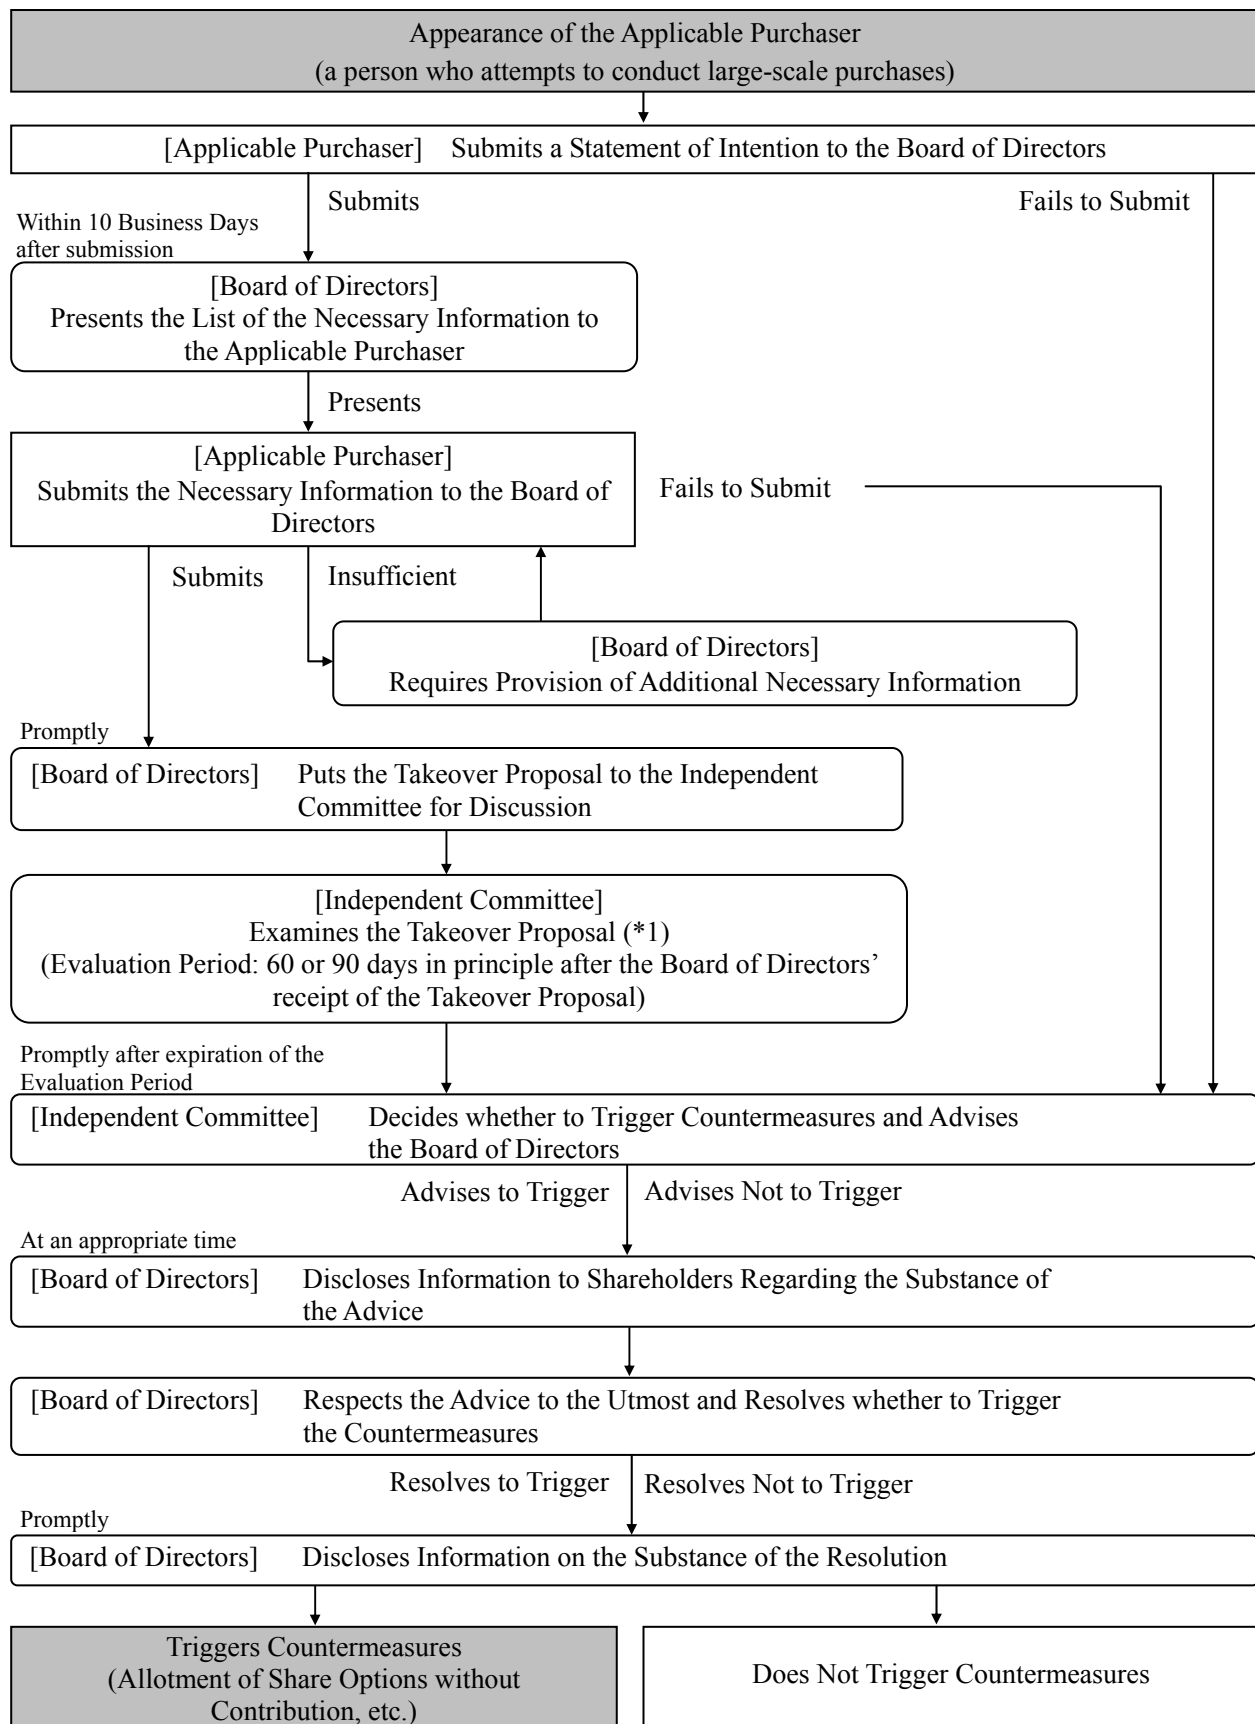 Appearance of the Applicable Purchaser
(a person who attempts to conduct large-scale purchases)
[Applicable Purchaser] Submits a Statement of Intention to the Board of Directors
Submits
Fails to Submit
Within 10 Business Days
after submission
[Board of Directors]
Presents the List of the Necessary Information to
the Applicable Purchaser
Presents
[Applicable Purchaser]
Submits the Necessary Information to the Board of
Directors
Fails to Submit
Submits
Insufficient
[Board of Directors]
Requires Provision of Additional Necessary Information
Promptly
[Board of Directors] Puts the Takeover Proposal to the Independent
Committee for Discussion
[Independent Committee]
Examines the Takeover Proposal (*1)
(Evaluation Period: 60 or 90 days in principle after the Board of Directors’
receipt of the Takeover Proposal)
Promptly after expiration of the
Evaluation Period
[Independent Committee] Decides whether to Trigger Countermeasures and Advises
the Board of Directors
Advises to Trigger
Advises Not to Trigger
At an appropriate time
[Board of Directors] Discloses Information to Shareholders Regarding the Substance of
the Advice
[Board of Directors] Respects the Advice to the Utmost and Resolves whether to Trigger
the Countermeasures
Resolves to Trigger
Resolves Not to Trigger
Promptly
[Board of Directors] Discloses Information on the Substance of the Resolution
Triggers Countermeasures
(Allotment of Share Options without
Contribution, etc.)
Does Not Trigger Countermeasures